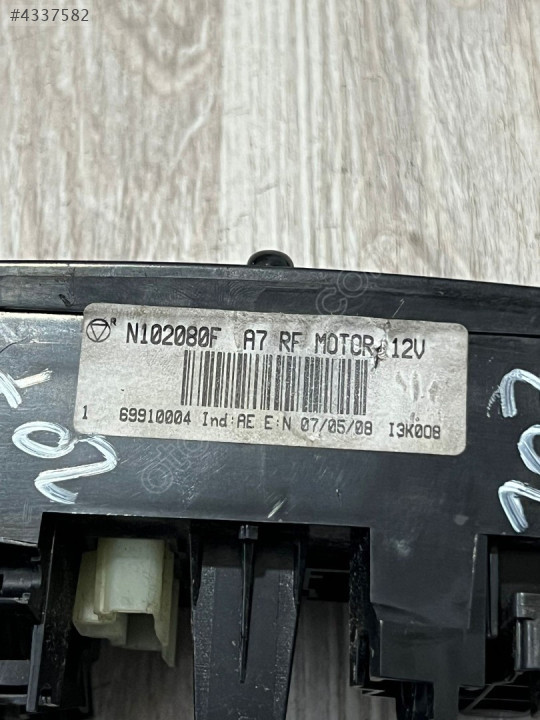 #4337582
N102080F A7 RF MOTOR 12V
1 69910004 Ind:AE E:N 07/05/08 I3K008